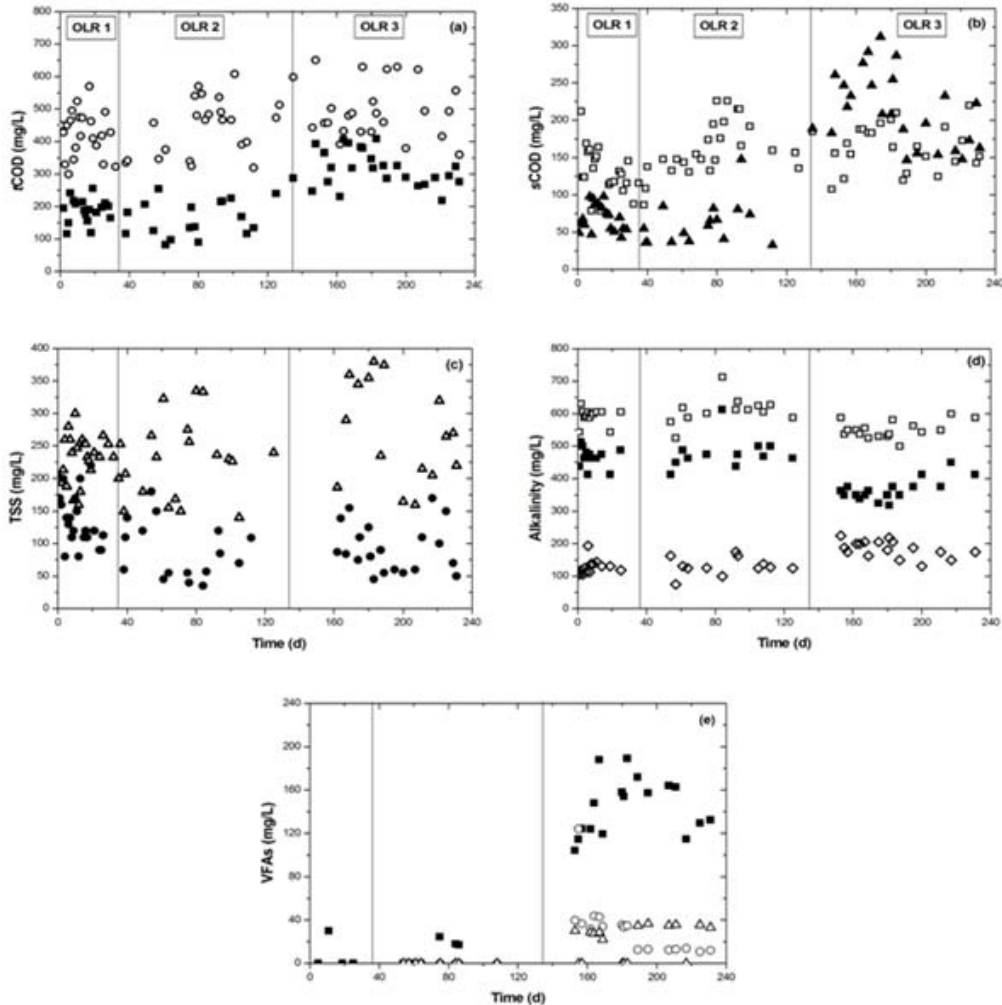 OLR 1 OLR 2 OLR 3 (a)
tCOD (mg/L)
800
700
600
500
400
300
200
100
0
0 40 80 120 160 200 240
OLR 1 OLR 2 OLR 3 (b)
sCOD (mg/L)
350
300
250
200
150
100
50
0
0 40 80 120 160 200 240
(c)
TSS (mg/L)
400
350
300
250
200
150
100
50
0
0 40 80 120 160 200 240
Time (d)
(d)
Alkalinity (mg/L)
800
700
600
500
400
300
200
100
0
0 40 80 120 160 200 240
Time (d)
(e)
VFAs (mg/L)
240
200
160
120
80
40
0
0 40 80 120 160 200 240
Time (d)